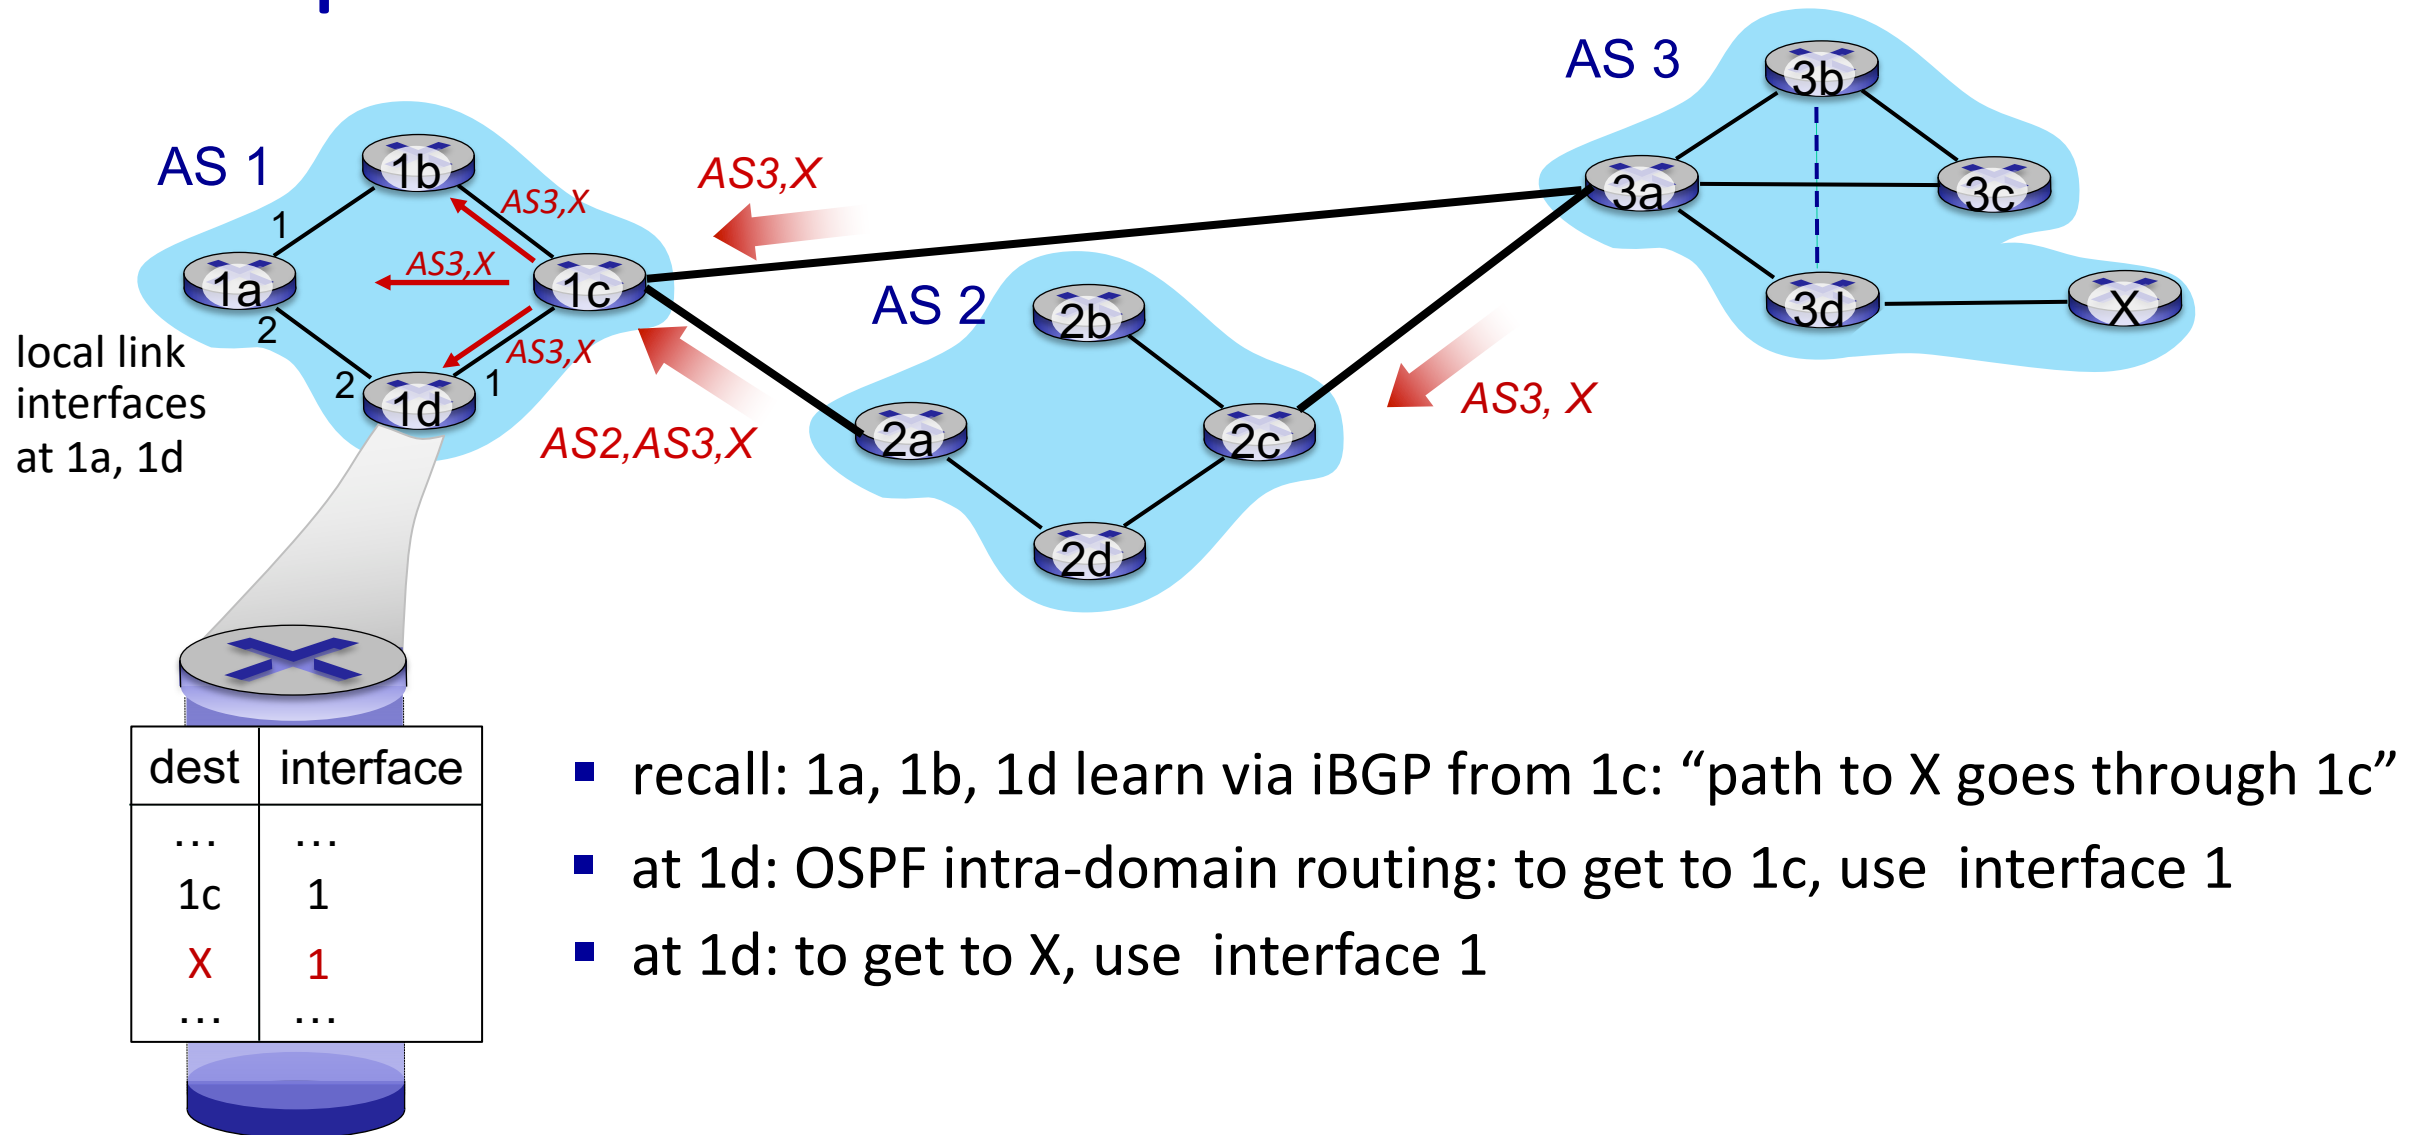 AS 3
3b
AS 1
1b
AS3,X
AS3,X
3a
3c
1
AS3,X
1a
1c
AS 2
2b
3d
X
2
local link
interfaces
at 1a, 1d
AS3,X
2
1
1d
AS3, X
AS2,AS3,X
2a
2c
2d
dest interface
... ...
1c 1
X 1
... ...
▪ recall: 1a, 1b, 1d learn via iBGP from 1c: “path to X goes through 1c”
▪ at 1d: OSPF intra-domain routing: to get to 1c, use interface 1
▪ at 1d: to get to X, use interface 1